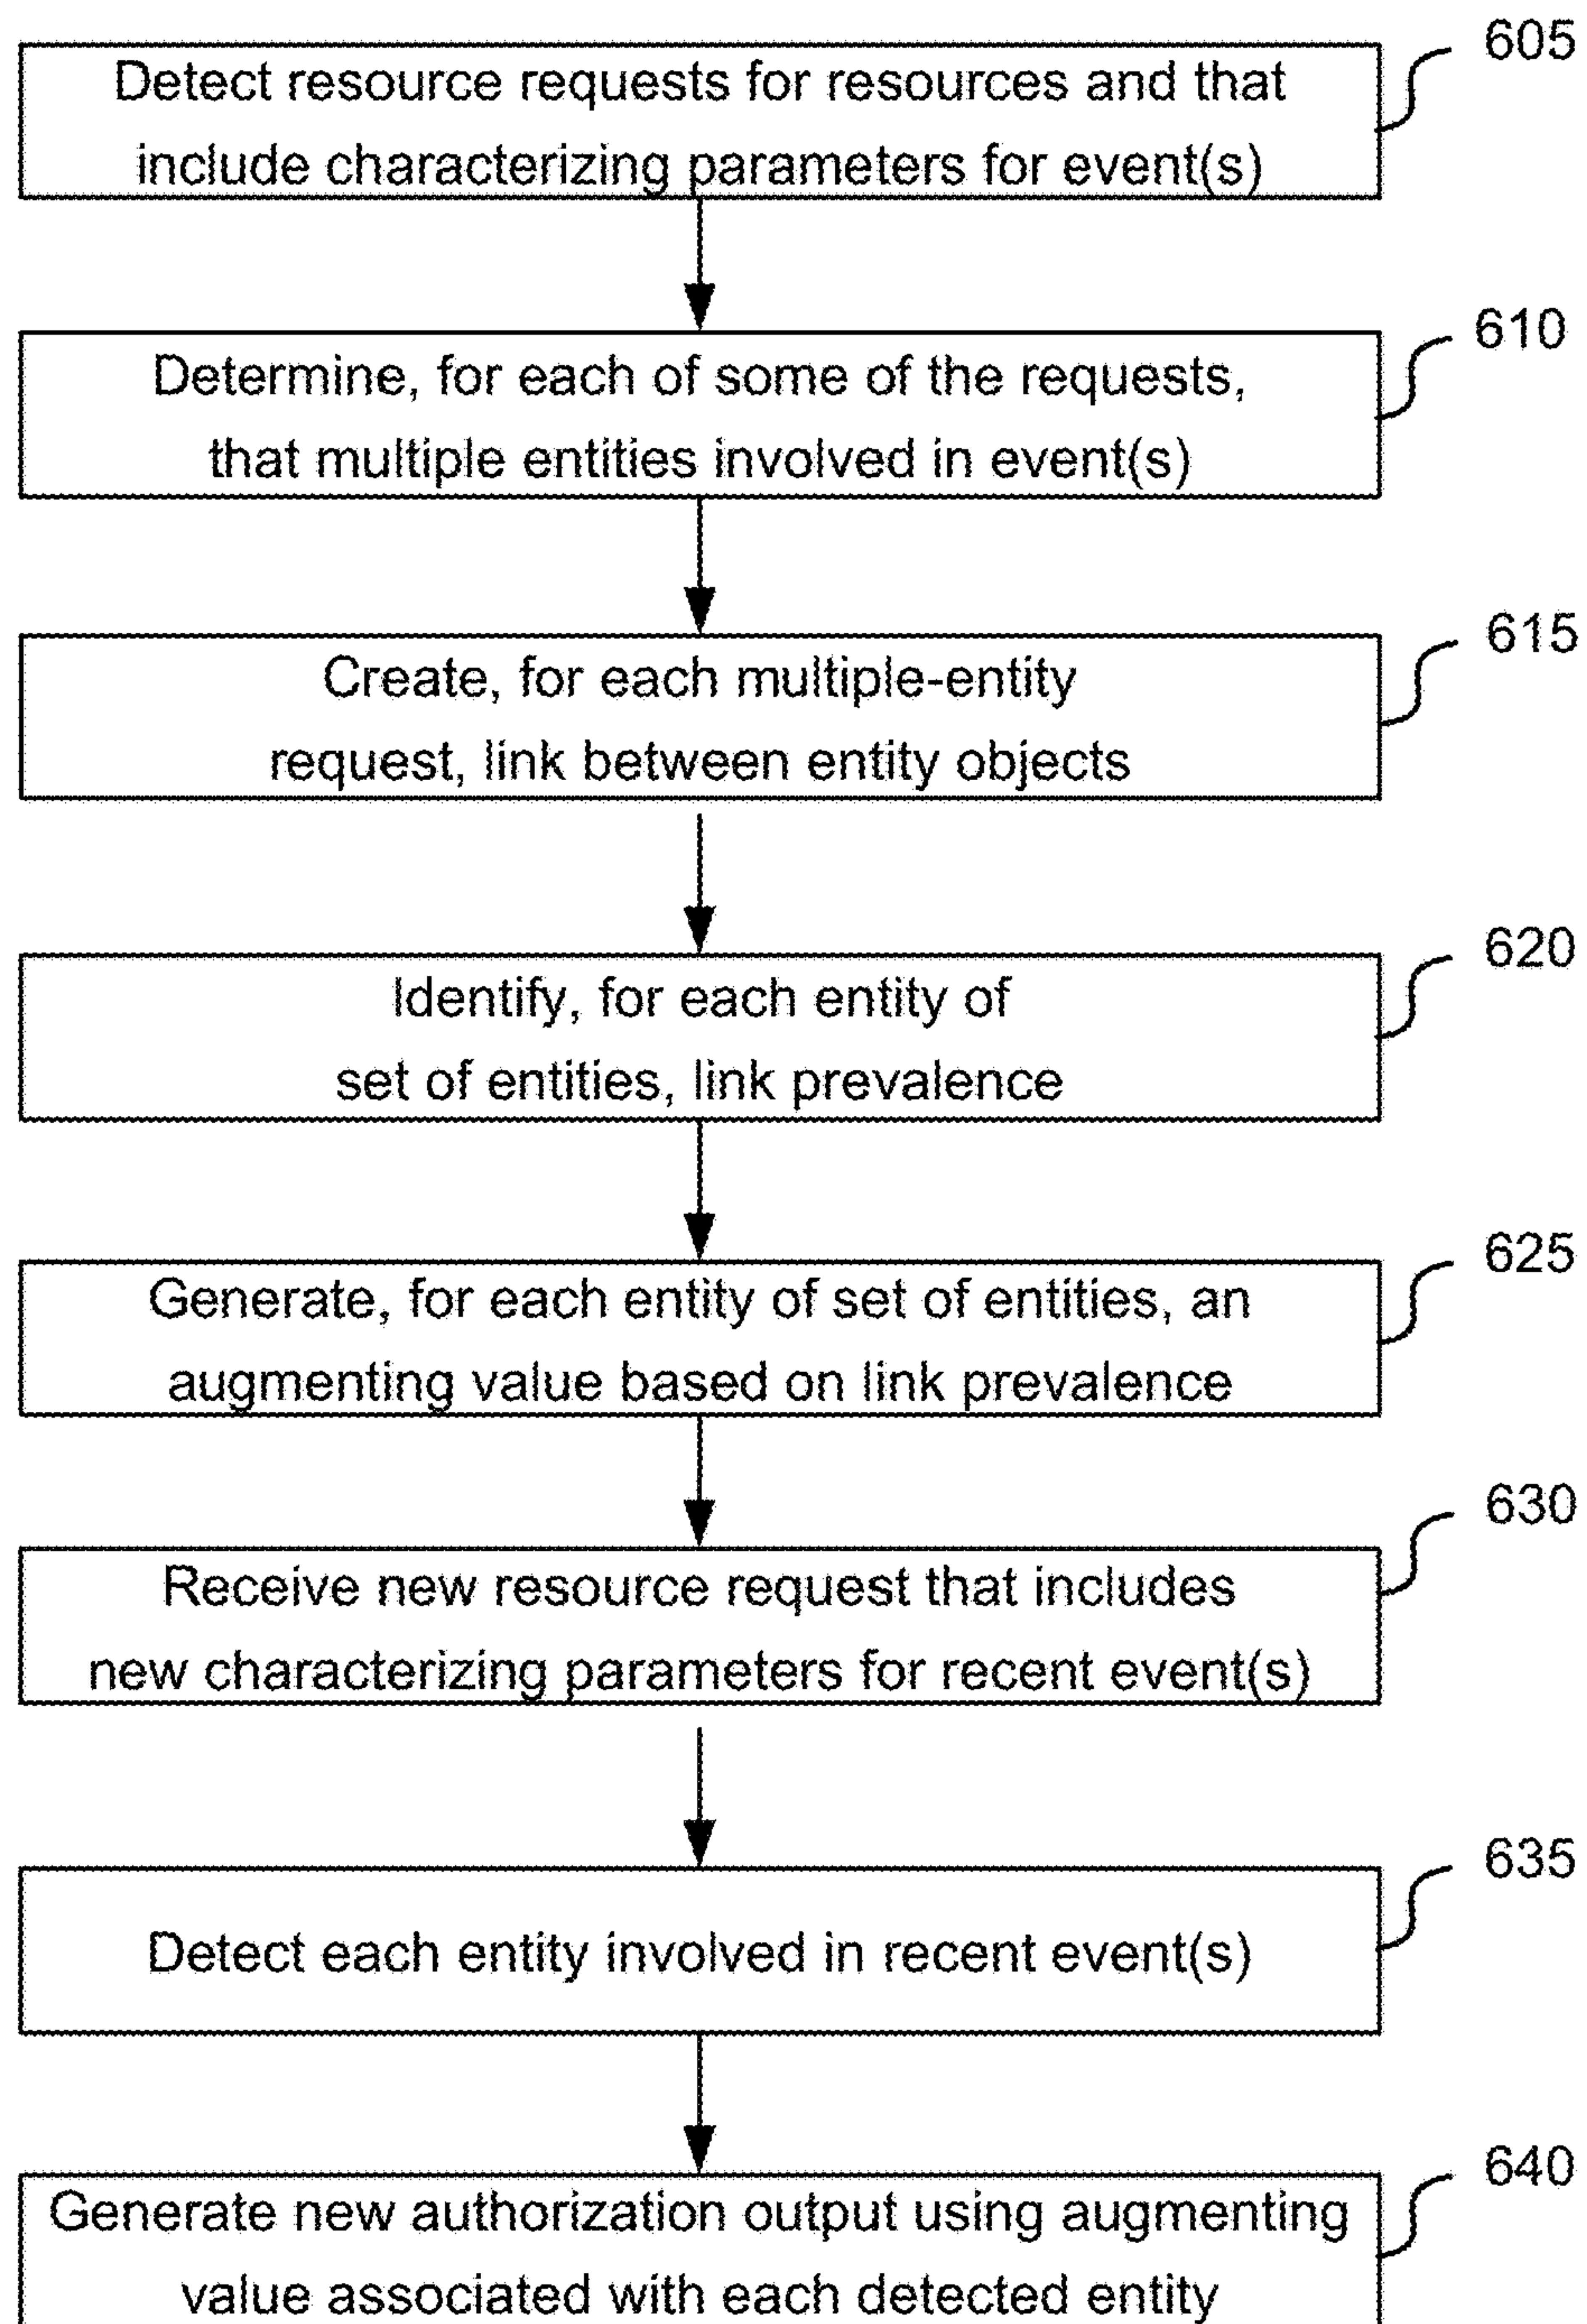 605
Detect resource requests for resources and that
include characterizing parameters for event(s)
610
Determine, for each of some of the requests,
that multiple entities involved in event(s)
615
Create, for each multiple-entity
request, link between entity objects
620
Identify, for each entity of
set of entities, link prevalence
625
Generate, for each entity of set of entities, an
augmenting value based on link prevalence
630
Receive new resource request that includes
new characterizing parameters for recent event(s)
635
Detect each entity involved in recent event(s)
640
Generate new authorization output using augmenting
value associated with each detected entity